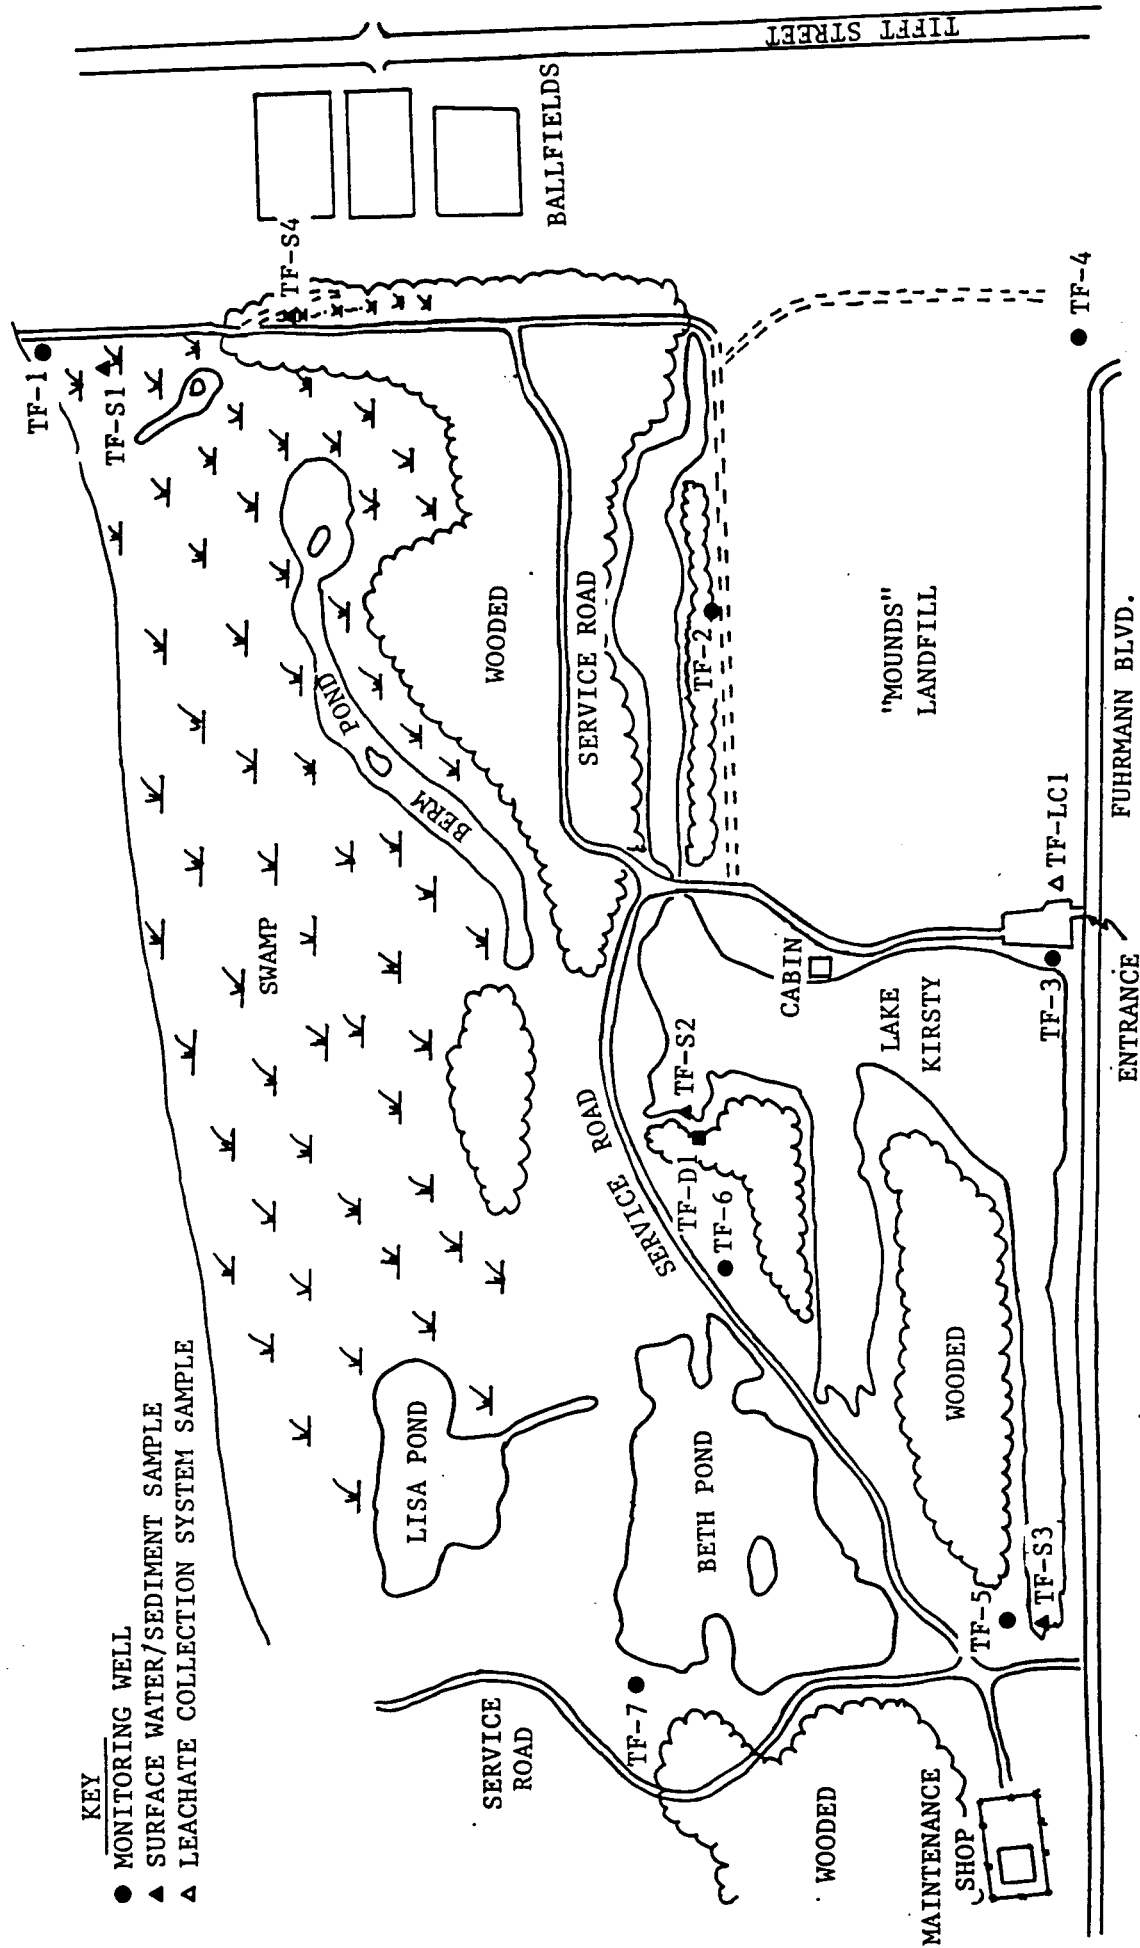 KEY
● MONITORING WELL
▲ SURFACE WATER/SEDIMENT SAMPLE
△ LEACHATE COLLECTION SYSTEM SAMPLE
TF-1
TF-S1
TF-S4
BALLFIELDS
TIFFT STREET
SWAMP
BERM POND
WOODED
SERVICE ROAD
TF-2
TF-4
"MOUNDS"
LANDFILL
LISA POND
SERVICE ROAD
TF-S2
TF-D1
TF-6
CABIN
LAKE
KIRSTY
TF-LC1
TF-3
ENTRANCE
FUHRMANN BLVD.
BETH POND
WOODED
SERVICE
ROAD
TF-7
TF-5
TF-S3
WOODED
MAINTENANCE
SHOP